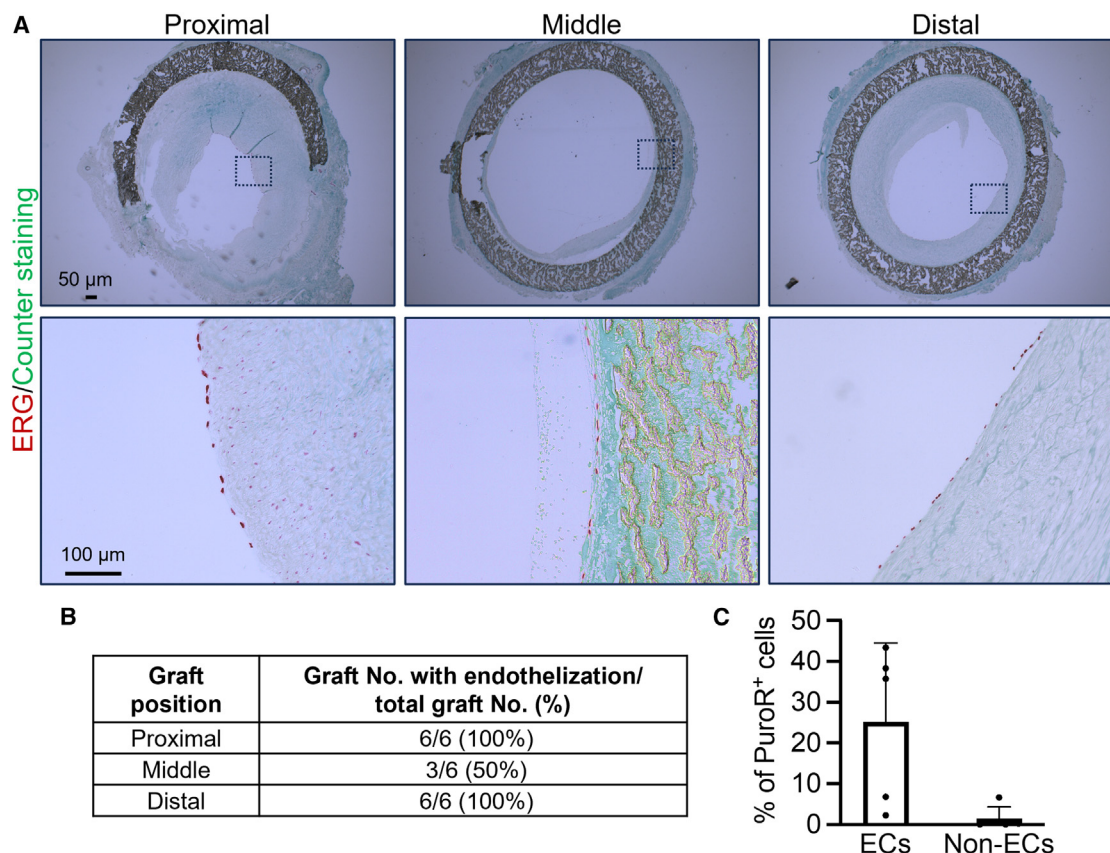 A
Proximal
Middle
Distal
ERG/Counter staining
50 µm
100 µm
B
Graft position
Graft No. with endothelization/ total graft No. (%)
Proximal
6/6 (100%)
Middle
3/6 (50%)
Distal
6/6 (100%)
C
% of PuroR+ cells
50
40
30
20
10
0
ECs
Non-ECs